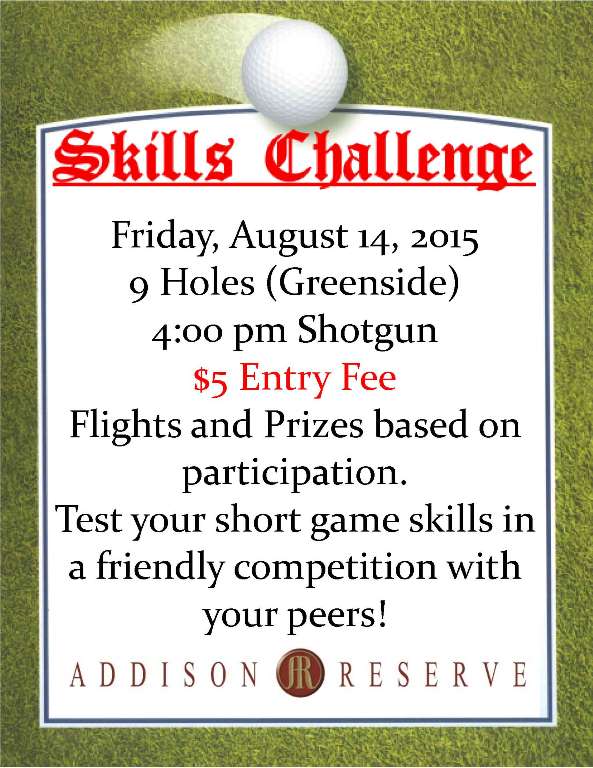 Skills Challenge
Friday, August 14, 2015
9 Holes (Greenside)
4:00 pm Shotgun
$5 Entry Fee
Flights and Prizes based on
participation.
Test your short game skills in
a friendly competition with
your peers!
ADDISON AR RESERVE